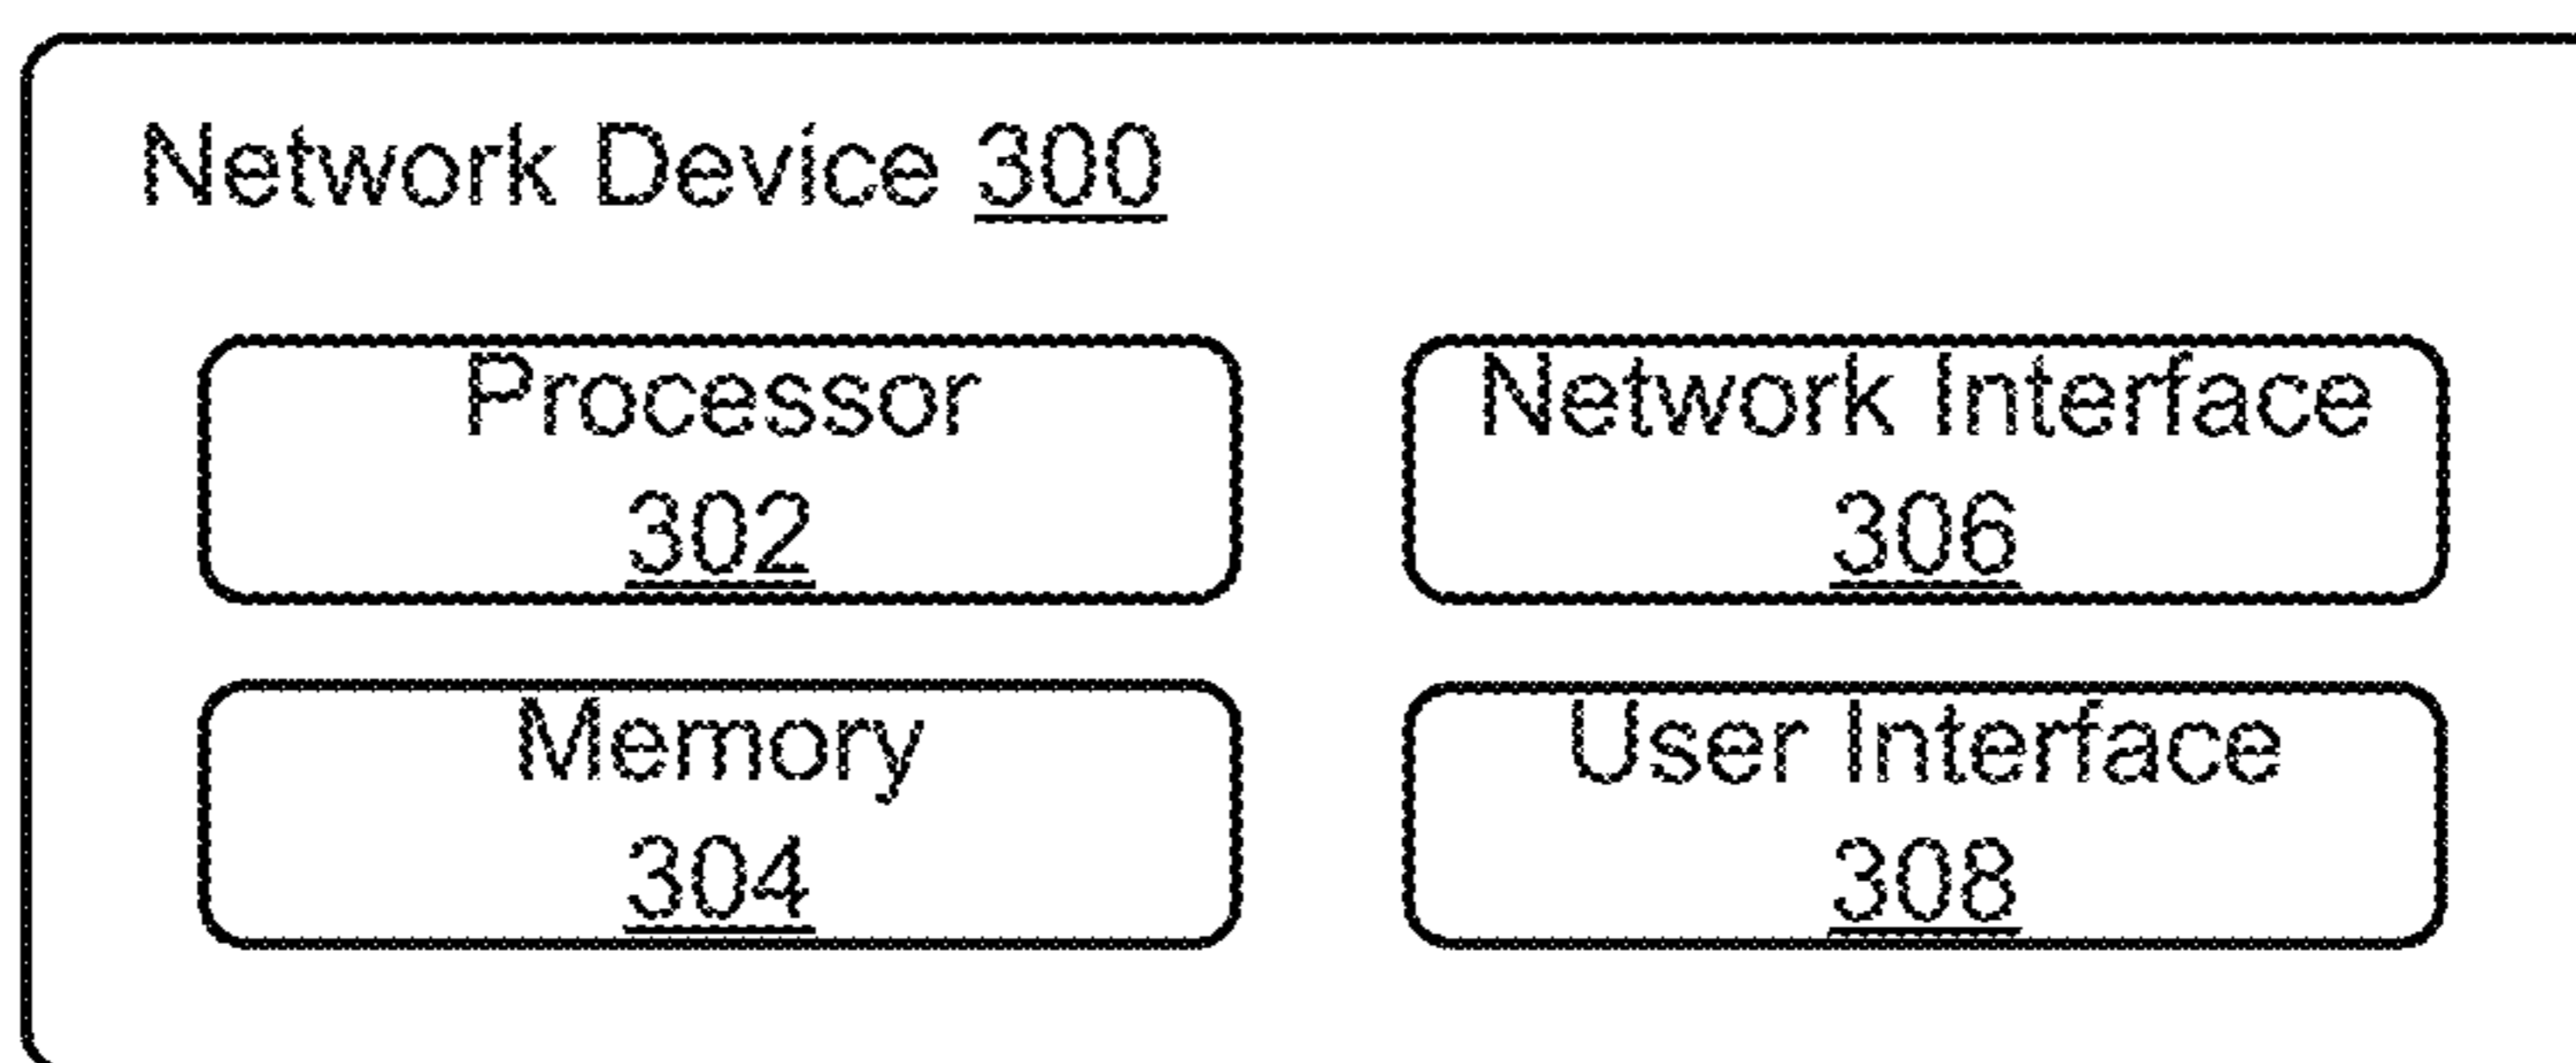 Network Device 300
Processor
302
Network Interface
306
Memory
304
User Interface
308